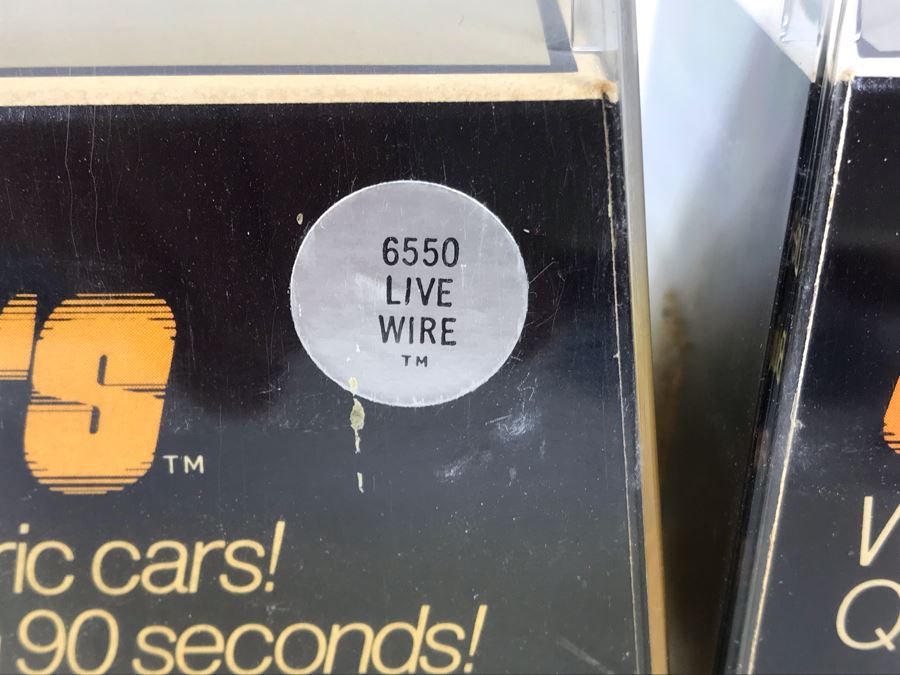 6550
LIVE
WIRE
TM
'S TM
ric cars!
90 seconds!